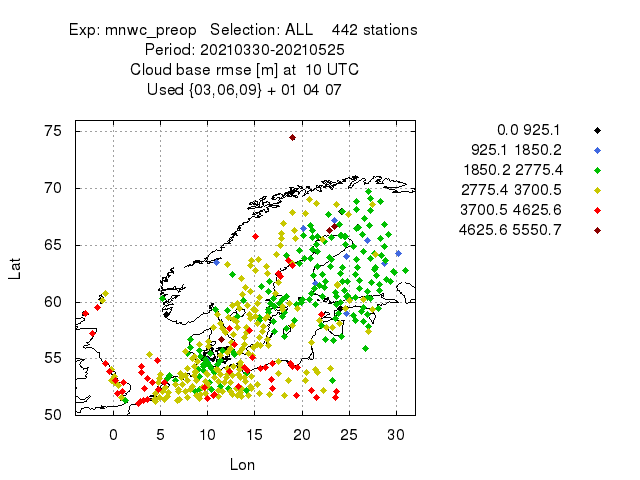 Exp: mnwc_preop Selection: ALL 442 stations
Period: 20210330-20210525
Cloud base rmse [m] at 10 UTC
Used {03,06,09} + 01 04 07
0.0 925.1
925.1 1850.2
1850.2 2775.4
2775.4 3700.5
3700.5 4625.6
4625.6 5550.7
75
70
65
60
55
50
Lat
0 5 10 15 20 25 30
Lon